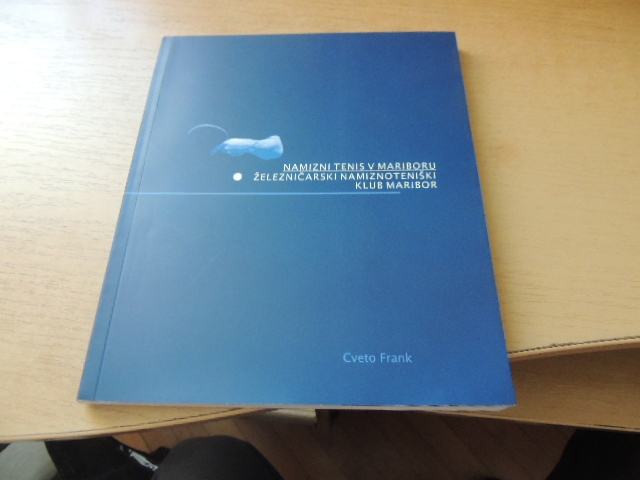 NAMIZNI TENIS V MARIBORU
ŽELEZNIČARSKI NAMIZNOTENIŠKI
KLUB MARIBOR
Cveto Frank